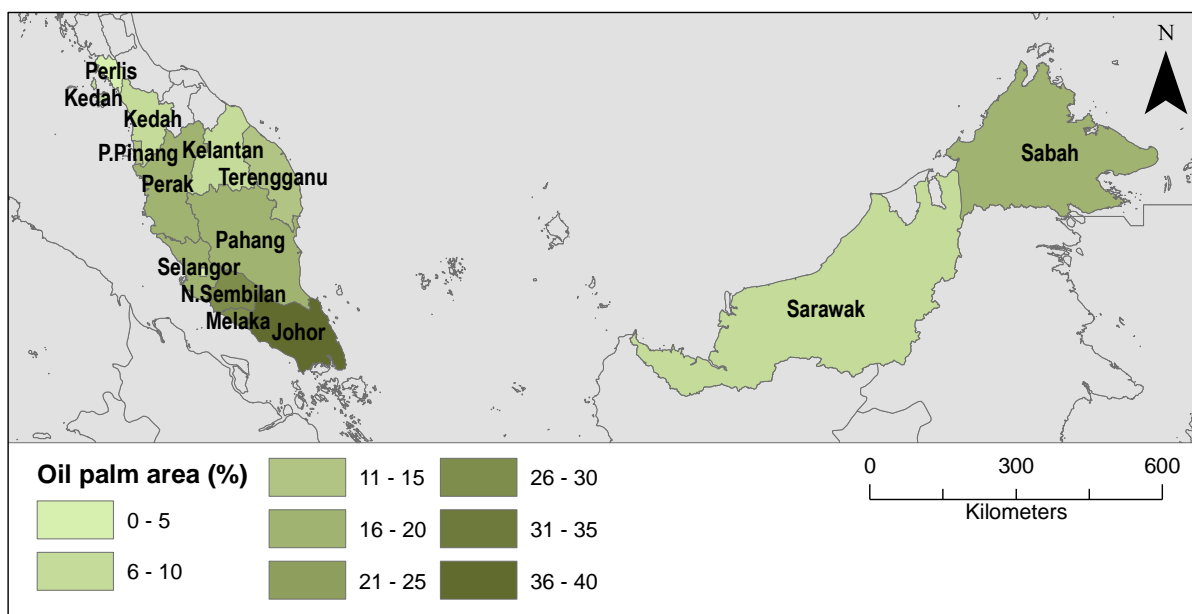 N
Perlis
Kedah
Kedah
P.Pinang
Kelantan
Perak
Terengganu
Pahang
Selangor
N.Sembilan
Melaka
Johor
Sabah
Sarawak
Oil palm area (%)
0 - 5
6 - 10
11 - 15
16 - 20
21 - 25
26 - 30
31 - 35
36 - 40
0 300 600
Kilometers